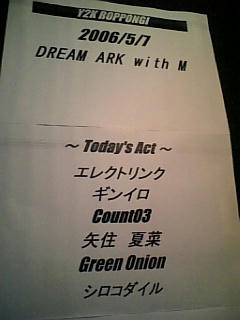 Y2K ROPPONGI
2006/5/7
DREAM ARK with M
～ Today's Act ～
エレクトリンク
ギンイロ
Count03
矢住 夏菜
Green Onion
シロコダイル